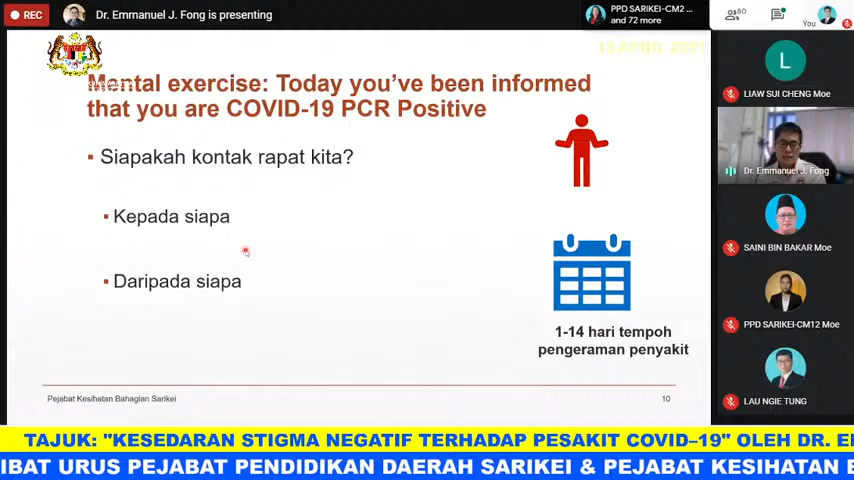 REC
Dr. Emmanuel J. Fong is presenting
PPD SARIKEI-CM2 ...
and 72 more
80
You
13 APRIL, 2021
Mental exercise: Today you've been informed
that you are COVID-19 PCR Positive
▪ Siapakah kontak rapat kita?
▪ Kepada siapa
▪ Daripada siapa
1-14 hari tempoh
pengeraman penyakit
Pejabat Kesihatan Bahagian Sarikei
10
L
LIAW SUI CHENG Moe
Dr. Emmanuel J. Fong
SAINI BIN BAKAR Moe
PPD SARIKEI-CM12 Moe
LAU NGIE TUNG
TAJUK: "KESEDARAN STIGMA NEGATIF TERHADAP PESAKIT COVID–19" OLEH DR. E
IBAT URUS PEJABAT PENDIDIKAN DAERAH SARIKEI & PEJABAT KESIHATAN B